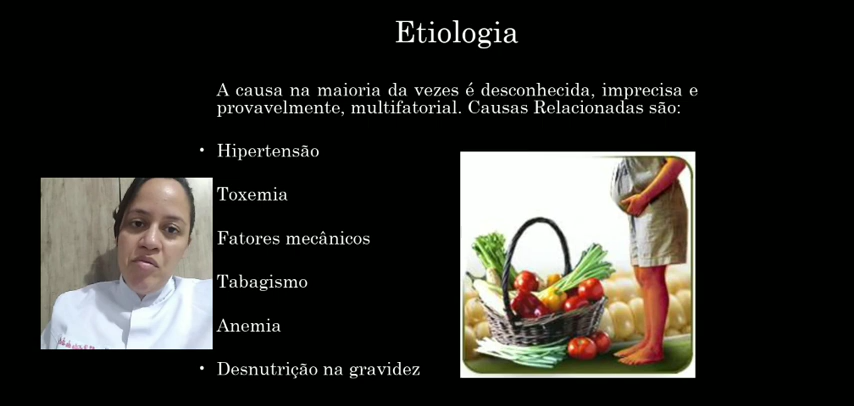 Etiologia
A causa na maioria da vezes é desconhecida, imprecisa e
provavelmente, multifatorial. Causas Relacionadas são:
• Hipertensão
Toxemia
Fatores mecânicos
Tabagismo
Anemia
• Desnutrição na gravidez